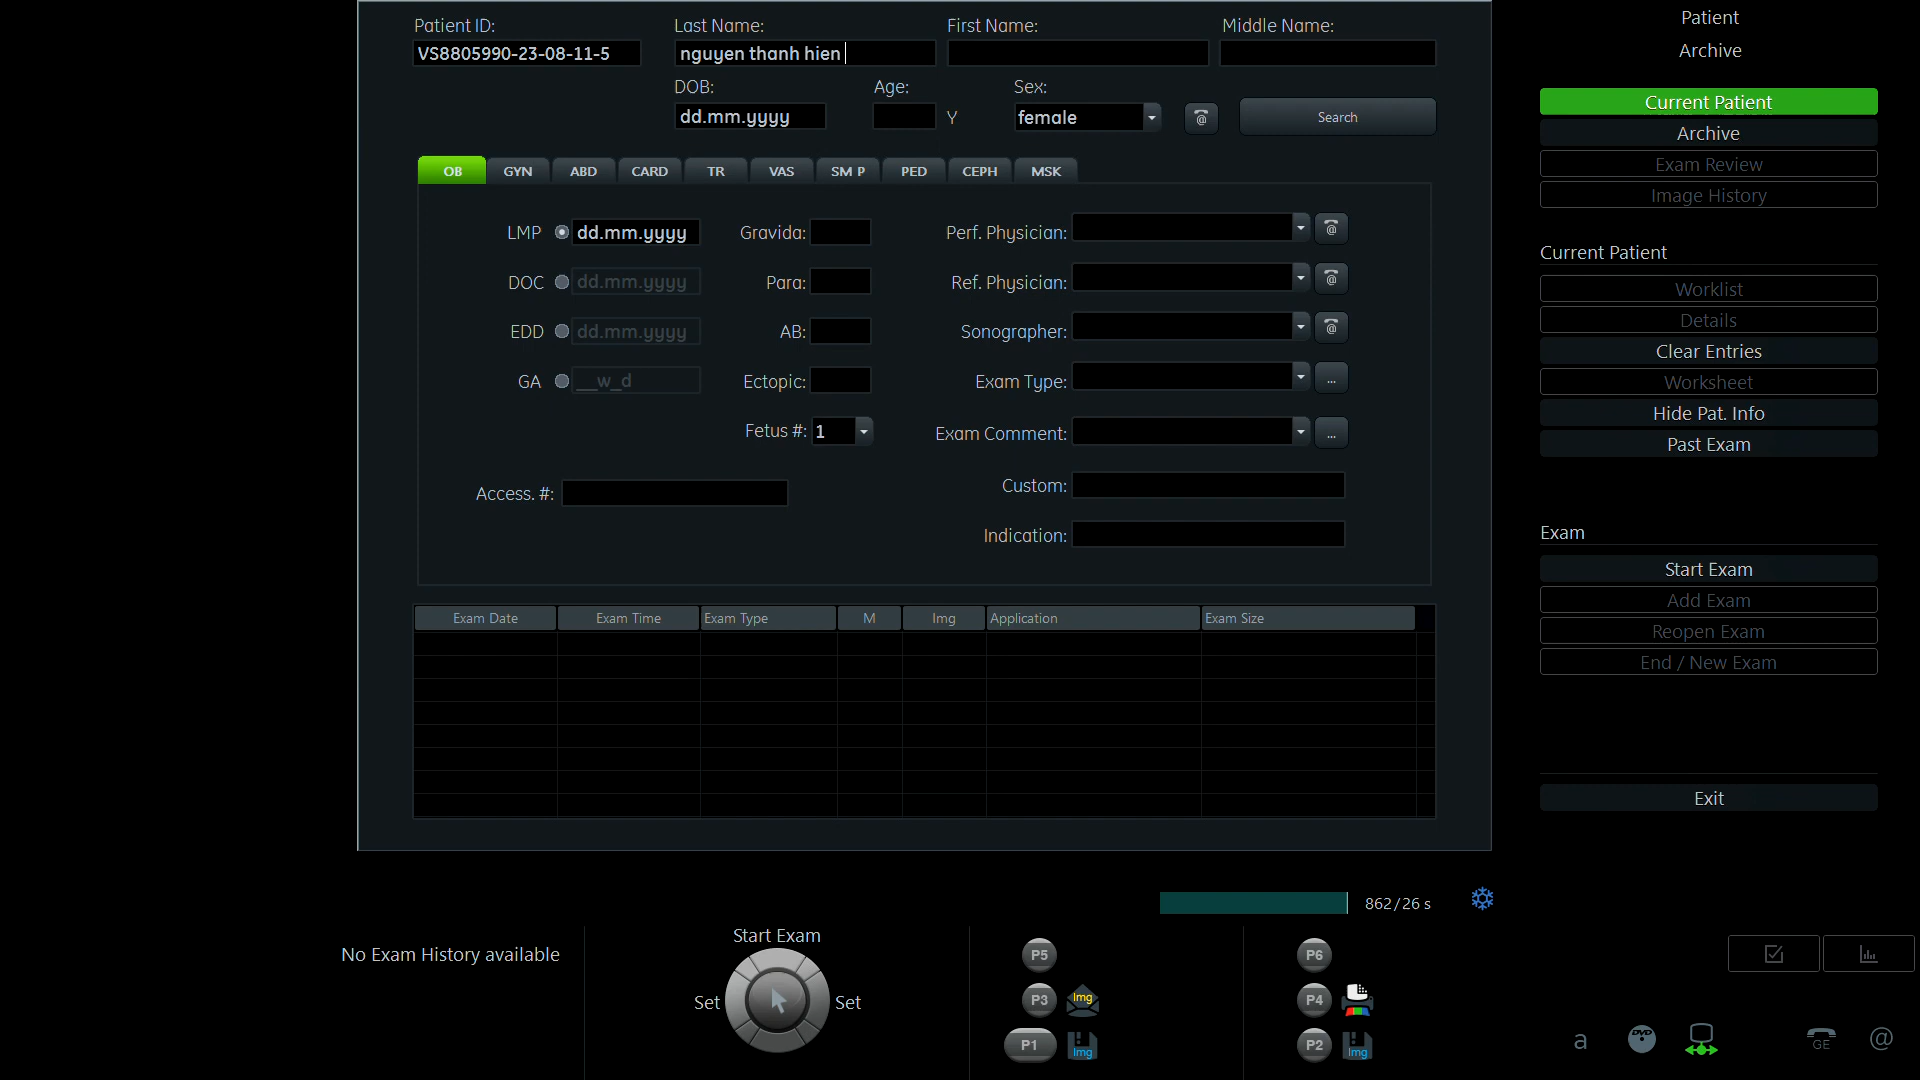 Patient ID: Last Name: First Name: Middle Name:
VS8805990-23-08-11-5 nguyen thanh hien
DOB: Age: Sex:
dd.mm.yyyy Y female @ Search
OB GYN ABD CARD TR VAS SM P PED CEPH MSK
LMP dd.mm.yyyy Gravida: Perf. Physician: @
DOC dd.mm.yyyy Para: Ref. Physician: @
EDD dd.mm.yyyy AB: Sonographer: @
GA __w_d Ectopic: Exam Type: ...
Fetus #: 1 Exam Comment: ...
Access. #: Custom:
Indication:
Exam Date Exam Time Exam Type M Img Application Exam Size
Patient
Archive
Current Patient
Archive
Exam Review
Image History
Current Patient
Worklist
Details
Clear Entries
Worksheet
Hide Pat. Info
Past Exam
Exam
Start Exam
Add Exam
Reopen Exam
End / New Exam
Exit
862/26 s
No Exam History available
Start Exam
Set Set
P5 P6
P3 Img P4
P1 Img P2 Img
a DVD GE @